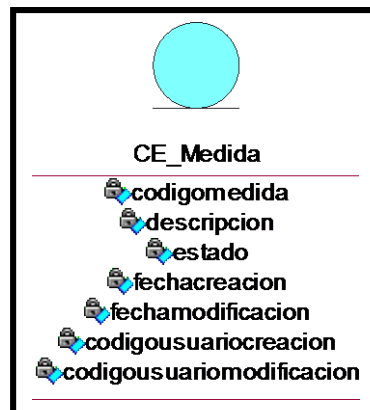 CE_Medida
codigomedida
descripcion
estado
fechacreacion
fechamodificacion
codigousuariocreacion
codigousuariomodificacion